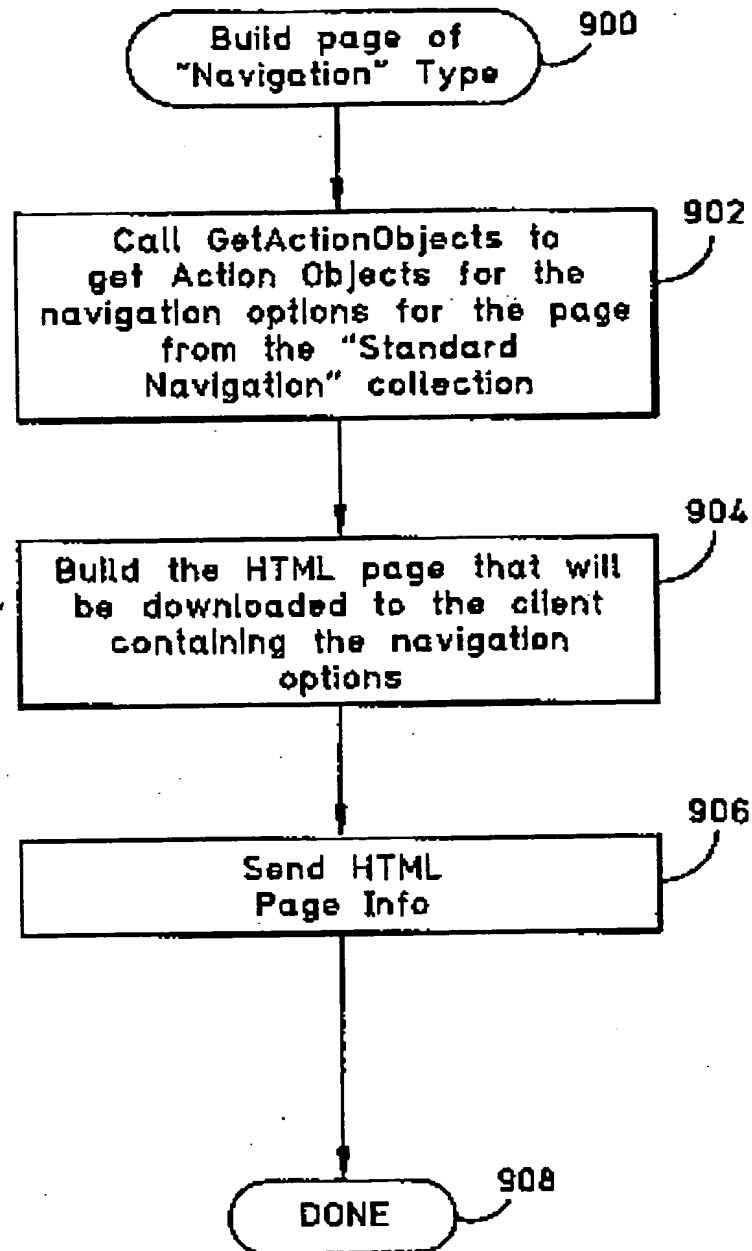 Build page of
"Navigation" Type
900
Call GetActionObjects to
get Action Objects for the
navigation options for the page
from the "Standard
Navigation" collection
902
Build the HTML page that will
be downloaded to the client
containing the navigation
options
904
Send HTML
Page Info
906
DONE
908